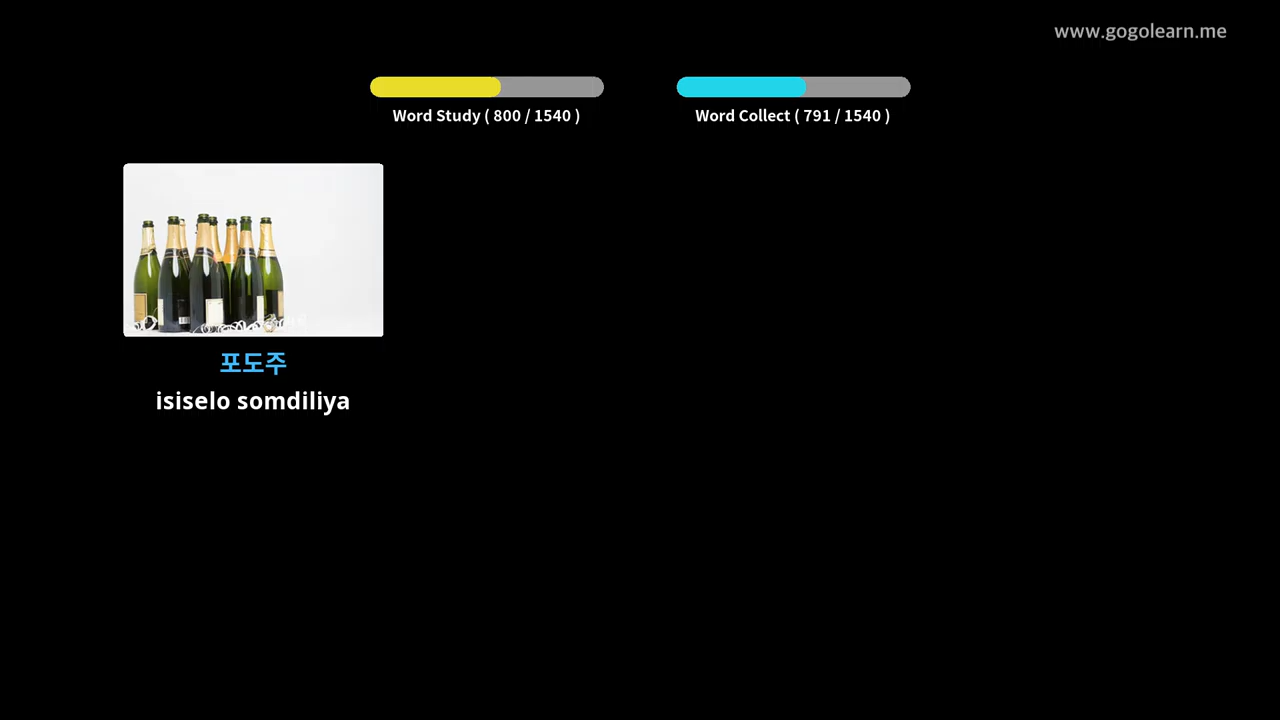 www.gogolearn.me
Word Study ( 800 / 1540 )
Word Collect ( 791 / 1540 )
포도주
isiselo somdiliya